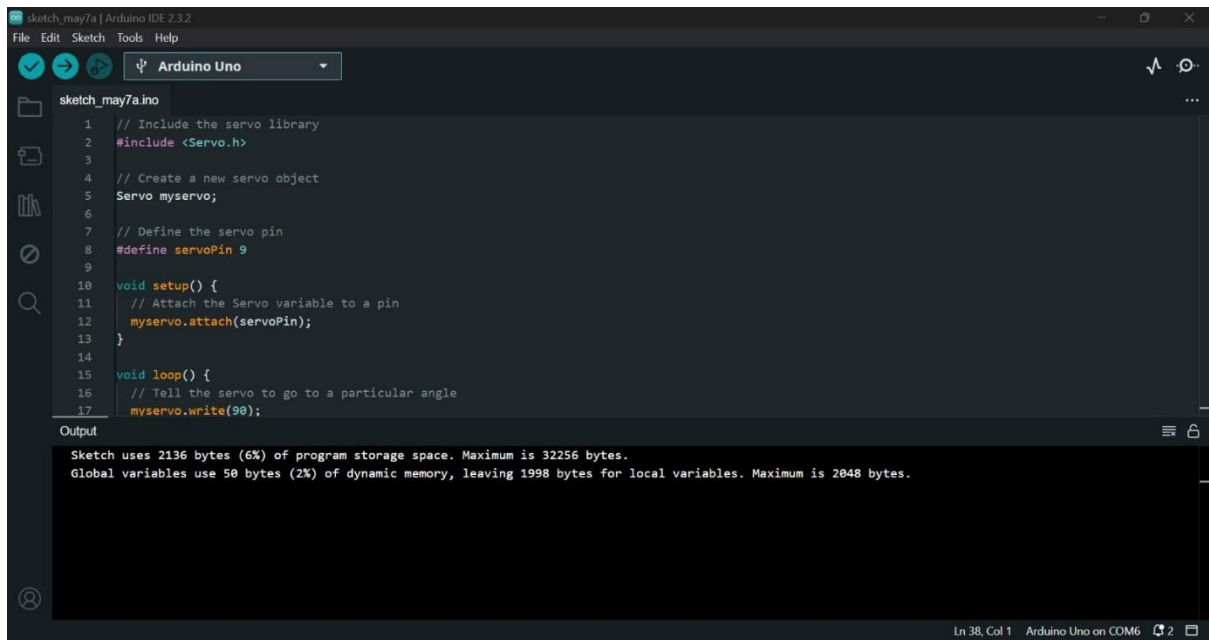 sketch_may7a | Arduino IDE 2.3.2
File Edit Sketch Tools Help
Arduino Uno
sketch_may7a.ino
1 // Include the servo library
2 #include <Servo.h>
3
4 // Create a new servo object
5 Servo myservo;
6
7 // Define the servo pin
8 #define servoPin 9
9
10 void setup() {
11 // Attach the Servo variable to a pin
12 myservo.attach(servoPin);
13 }
14
15 void loop() {
16 // Tell the servo to go to a particular angle
17 myservo.write(90);
Output
Sketch uses 2136 bytes (6%) of program storage space. Maximum is 32256 bytes.
Global variables use 50 bytes (2%) of dynamic memory, leaving 1998 bytes for local variables. Maximum is 2048 bytes.
Ln 38, Col 1 Arduino Uno on COM6 2